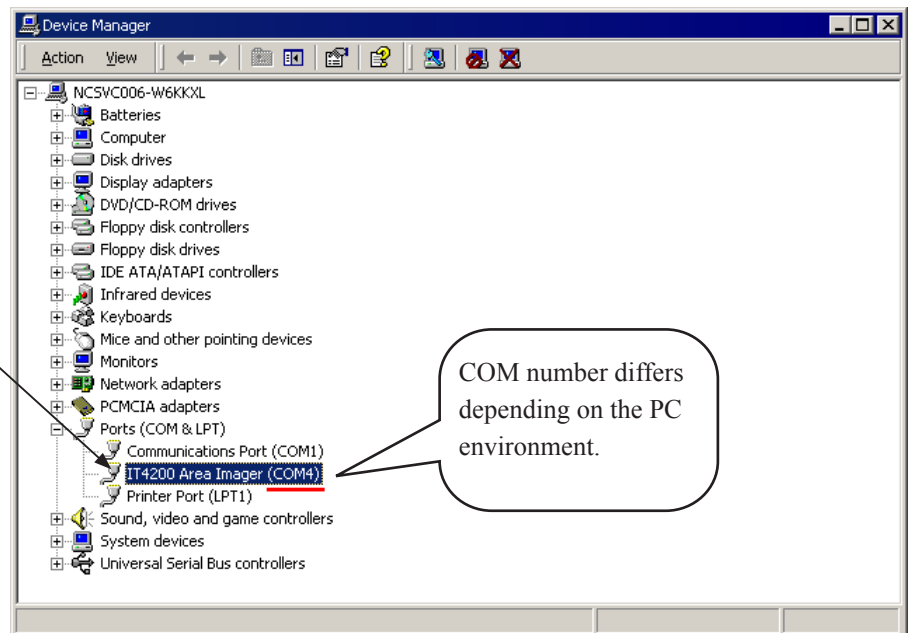 Device Manager
Action View
NCSVC006-W6KKXL
Batteries
Computer
Disk drives
Display adapters
DVD/CD-ROM drives
Floppy disk controllers
Floppy disk drives
IDE ATA/ATAPI controllers
Infrared devices
Keyboards
Mice and other pointing devices
Monitors
Network adapters
PCMCIA adapters
Ports (COM & LPT)
Communications Port (COM1)
IT4200 Area Imager (COM4)
Printer Port (LPT1)
Sound, video and game controllers
System devices
Universal Serial Bus controllers
COM number differs
depending on the PC
environment.